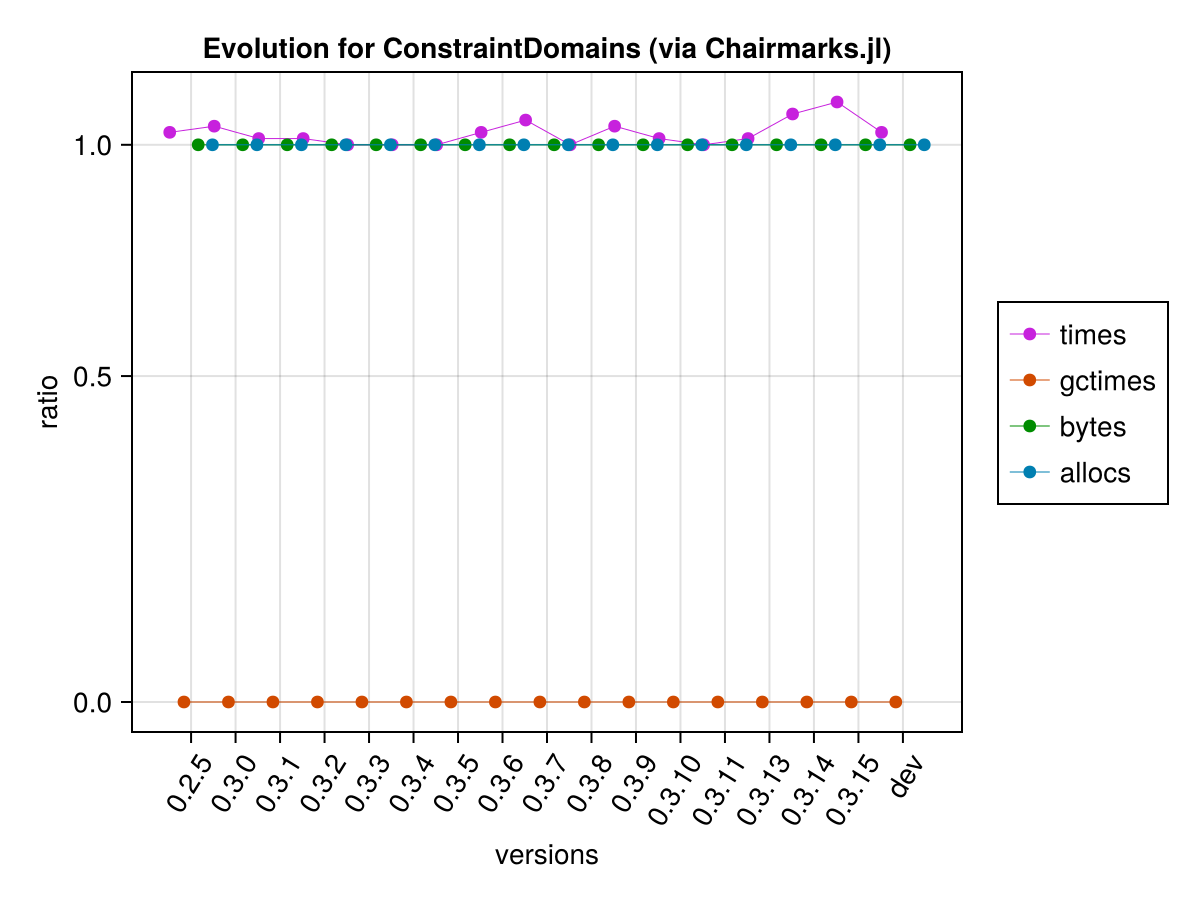 Evolution for ConstraintDomains (via Chairmarks.jl)
ratio
1.0
0.5
0.0
0.2.5
0.3.0
0.3.1
0.3.2
0.3.3
0.3.4
0.3.5
0.3.6
0.3.7
0.3.8
0.3.9
0.3.10
0.3.11
0.3.13
0.3.14
0.3.15
dev
versions
times
gctimes
bytes
allocs